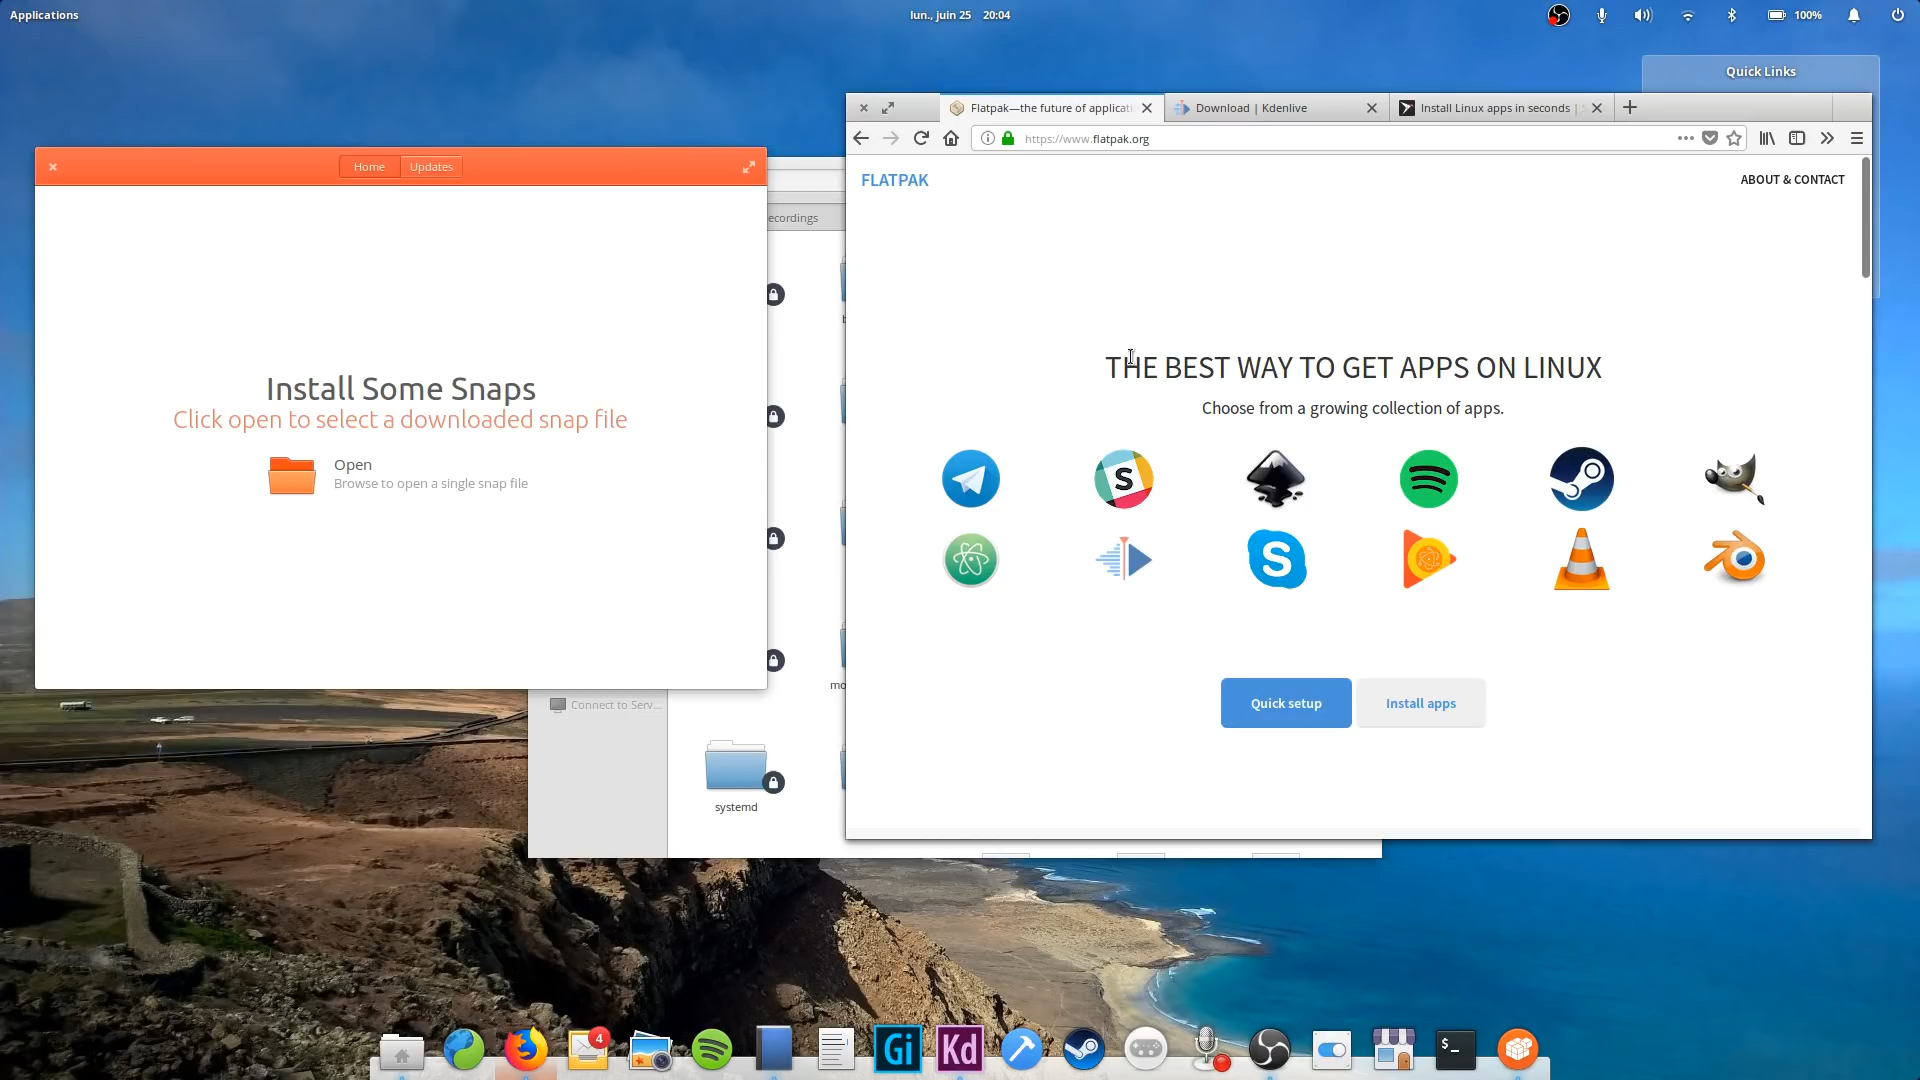 Applications
lun., juin 25 20:04
100%
Quick Links
Flatpak—the future of applicati
Download | Kdenlive
Install Linux apps in seconds |
https://www.flatpak.org
Home
Updates
FLATPAK
ABOUT & CONTACT
ecordings
THE BEST WAY TO GET APPS ON LINUX
Choose from a growing collection of apps.
Install Some Snaps
Click open to select a downloaded snap file
Open
Browse to open a single snap file
S
S
Quick setup
Install apps
mo
Connect to Serv...
systemd
4
Gi
Kd
$ _